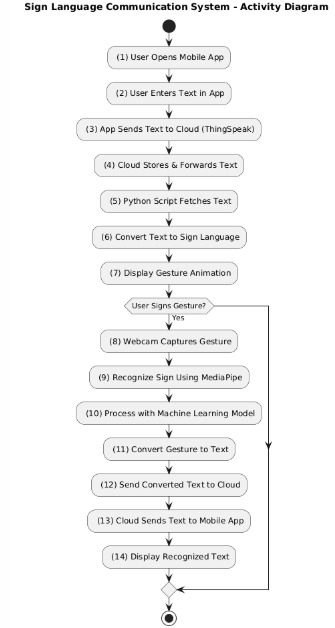 Sign Language Communication System - Activity Diagram
(1) User Opens Mobile App
(2) User Enters Text in App
(3) App Sends Text to Cloud (ThingSpeak)
(4) Cloud Stores & Forwards Text
(5) Python Script Fetches Text
(6) Convert Text to Sign Language
(7) Display Gesture Animation
User Signs Gesture?
Yes
(8) Webcam Captures Gesture
(9) Recognize Sign Using MediaPipe
(10) Process with Machine Learning Model
(11) Convert Gesture to Text
(12) Send Converted Text to Cloud
(13) Cloud Sends Text to Mobile App
(14) Display Recognized Text